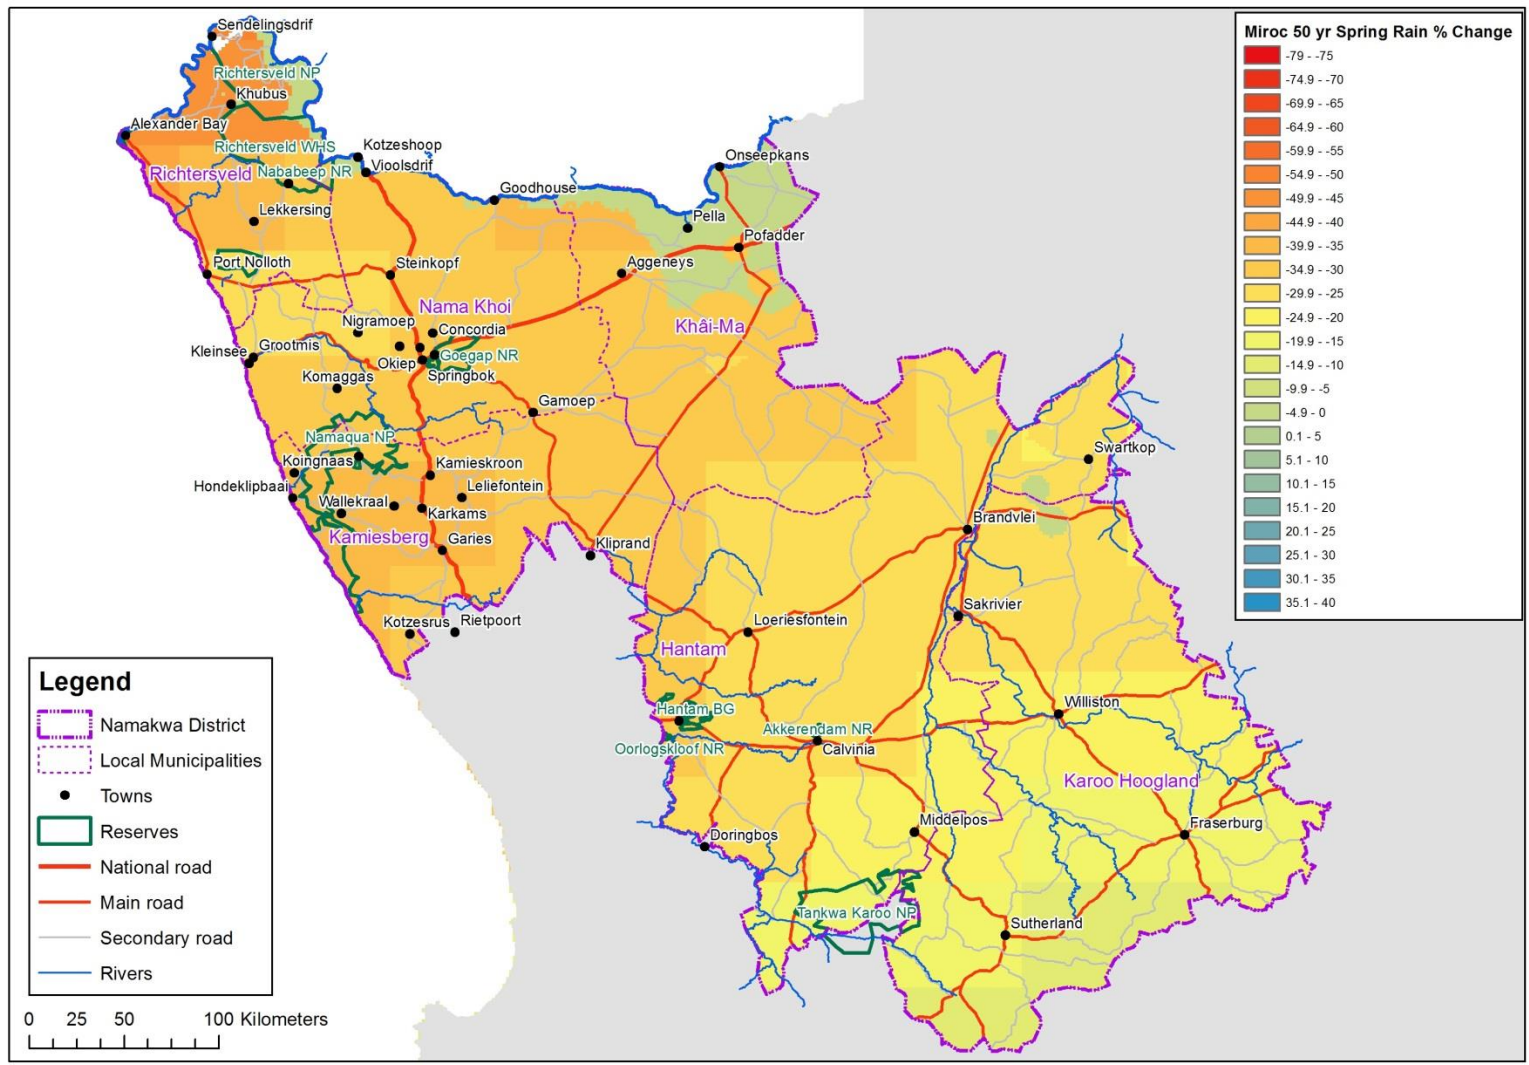 Miroc 50 yr Spring Rain % Change
-79 - -75
-74.9 - -70
-69.9 - -65
-64.9 - -60
-59.9 - -55
-54.9 - -50
-49.9 - -45
-44.9 - -40
-39.9 - -35
-34.9 - -30
-29.9 - -25
-24.9 - -20
-19.9 - -15
-14.9 - -10
-9.9 - -5
-4.9 - 0
0.1 - 5
5.1 - 10
10.1 - 15
15.1 - 20
20.1 - 25
25.1 - 30
30.1 - 35
35.1 - 40
Sendelingsdrif
Richtersveld NP
Khubus
Alexander Bay
Richtersveld WHS
Kotzeshoop
Vioolsdrif
Richtersveld
Nababeep NR
Onseepkans
Goodhouse
Lekkersing
Pella
Pofadder
Port Nolloth
Steinkopf
Aggeneys
Nama Khoi
Nigramoep
Concordia
Khâi-Ma
Kleinsee
Grootmis
Okiep
Goegap NR
Springbok
Komaggas
Gamoep
Namaqua NP
Koingnaas
Kamieskroon
Swartkop
Hondeklipbaai
Leliefontein
Wallekraal
Karkams
Brandvlei
Kamiesberg
Garies
Kliprand
Sakrivier
Kotzesrus
Rietpoort
Loeriesfontein
Hantam
Williston
Hantam BG
Akkerendam NR
Oorlogskloof NR
Calvinia
Karoo Hoogland
Middelpos
Fraserburg
Doringbos
Tankwa Karoo NP
Sutherland
Legend
Namakwa District
Local Municipalities
Towns
Reserves
National road
Main road
Secondary road
Rivers
0 25 50 100 Kilometers